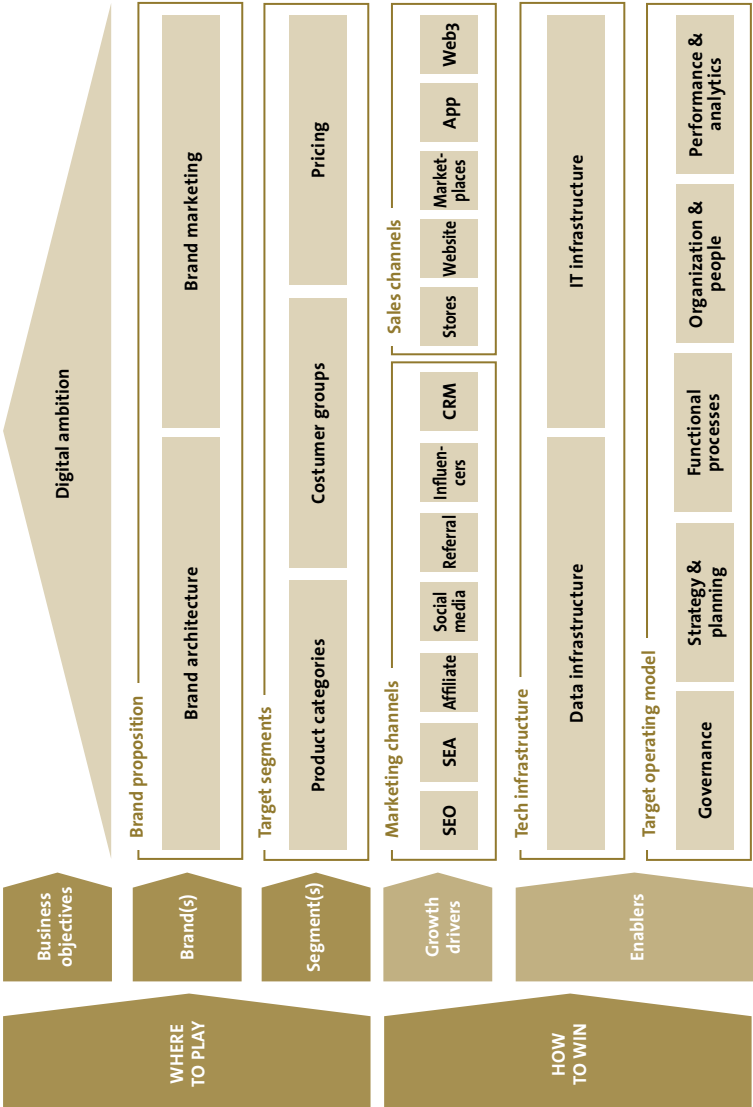 WHERE
TO PLAY
Business
objectives
Digital ambition
Brand(s)
Brand proposition
Brand architecture
Brand marketing
Segment(s)
Target segments
Product categories
Costumer groups
Pricing
HOW
TO WIN
Growth
drivers
Marketing channels
SEO
SEA
Affiliate
Social
media
Referral
Influen-
cers
CRM
Sales channels
Stores
Website
Market-
places
App
Web3
Enablers
Tech infrastructure
Data infrastructure
IT infrastructure
Target operating model
Governance
Strategy &
planning
Functional
processes
Organization &
people
Performance &
analytics